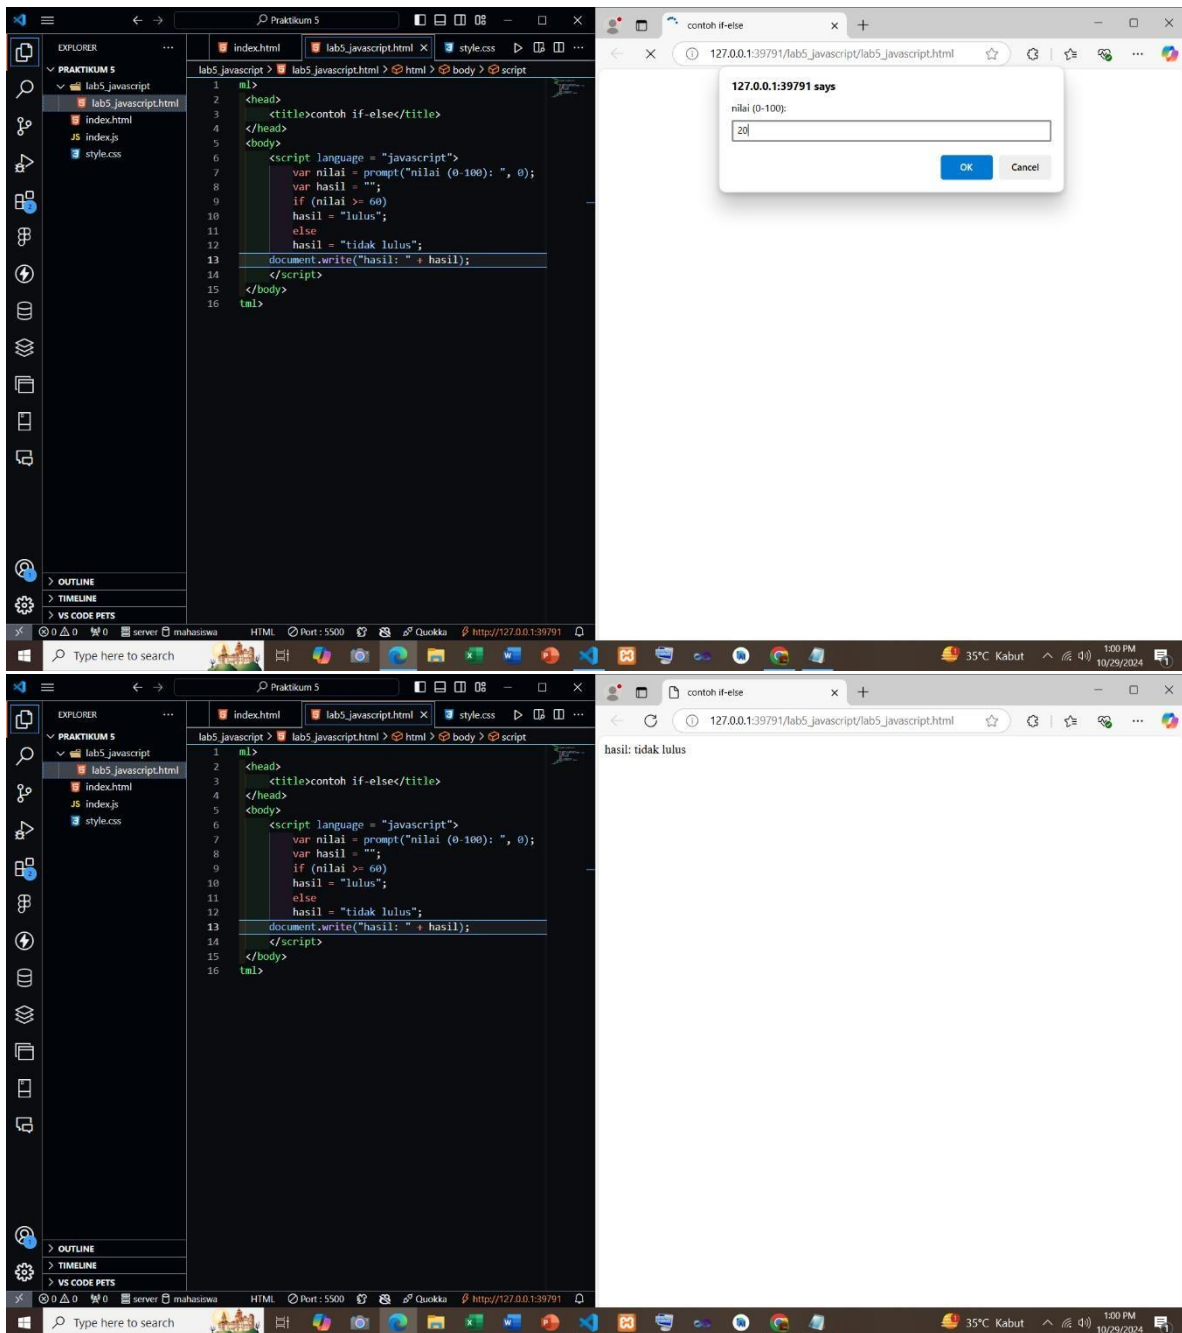 Praktikum 5
EXPLORER
index.html
lab5_javascript.html
style.css
PRAKTIKUM 5
lab5_javascript > lab5_javascript.html > html > body > script
lab5_javascript
lab5_javascript.html
index.html
JS index.js
style.css
1 ml>
2 <head>
3 <title>contoh if-else</title>
4 </head>
5 <body>
6 <script language = "javascript">
7 var nilai = prompt("nilai (0-100): ", 0);
8 var hasil = "";
9 if (nilai >= 60)
10 hasil = "lulus";
11 else
12 hasil = "tidak lulus";
13 document.write("hasil: " + hasil);
14 </script>
15 </body>
16 tml>
OUTLINE
TIMELINE
VS CODE PETS
0 0 0 server mahasiswa HTML Port : 5500 Quokka http://127.0.0.1:39791
contoh if-else
127.0.0.1:39791/lab5_javascript/lab5_javascript.html
127.0.0.1:39791 says
nilai (0-100):
20
OK Cancel
Type here to search
35°C Kabut
1:00 PM
10/29/2024
Praktikum 5
EXPLORER
index.html
lab5_javascript.html
style.css
PRAKTIKUM 5
lab5_javascript > lab5_javascript.html > html > body > script
lab5_javascript
lab5_javascript.html
index.html
JS index.js
style.css
1 ml>
2 <head>
3 <title>contoh if-else</title>
4 </head>
5 <body>
6 <script language = "javascript">
7 var nilai = prompt("nilai (0-100): ", 0);
8 var hasil = "";
9 if (nilai >= 60)
10 hasil = "lulus";
11 else
12 hasil = "tidak lulus";
13 document.write("hasil: " + hasil);
14 </script>
15 </body>
16 tml>
OUTLINE
TIMELINE
VS CODE PETS
0 0 0 server mahasiswa HTML Port : 5500 Quokka http://127.0.0.1:39791
contoh if-else
127.0.0.1:39791/lab5_javascript/lab5_javascript.html
hasil: tidak lulus
Type here to search
35°C Kabut
1:00 PM
10/29/2024